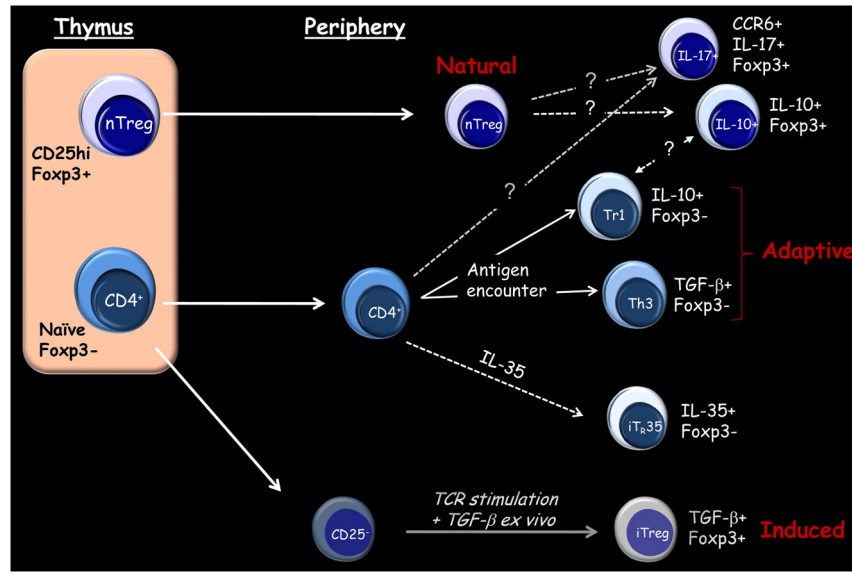 Thymus
Periphery
nTreg
CD25hi
Foxp3+
CD4⁺
Naïve
Foxp3-
Natural
nTreg
?
?
?
?
IL-17+
CCR6+
IL-17+
Foxp3+
IL-10+
IL-10+
Foxp3+
Tr1
IL-10+
Foxp3-
Adaptive
CD4⁺
Antigen
encounter
Th3
TGF-β+
Foxp3-
IL-35
iTR35
IL-35+
Foxp3-
CD25⁻
TCR stimulation
+ TGF-β ex vivo
iTreg
TGF-β+
Foxp3+
Induced